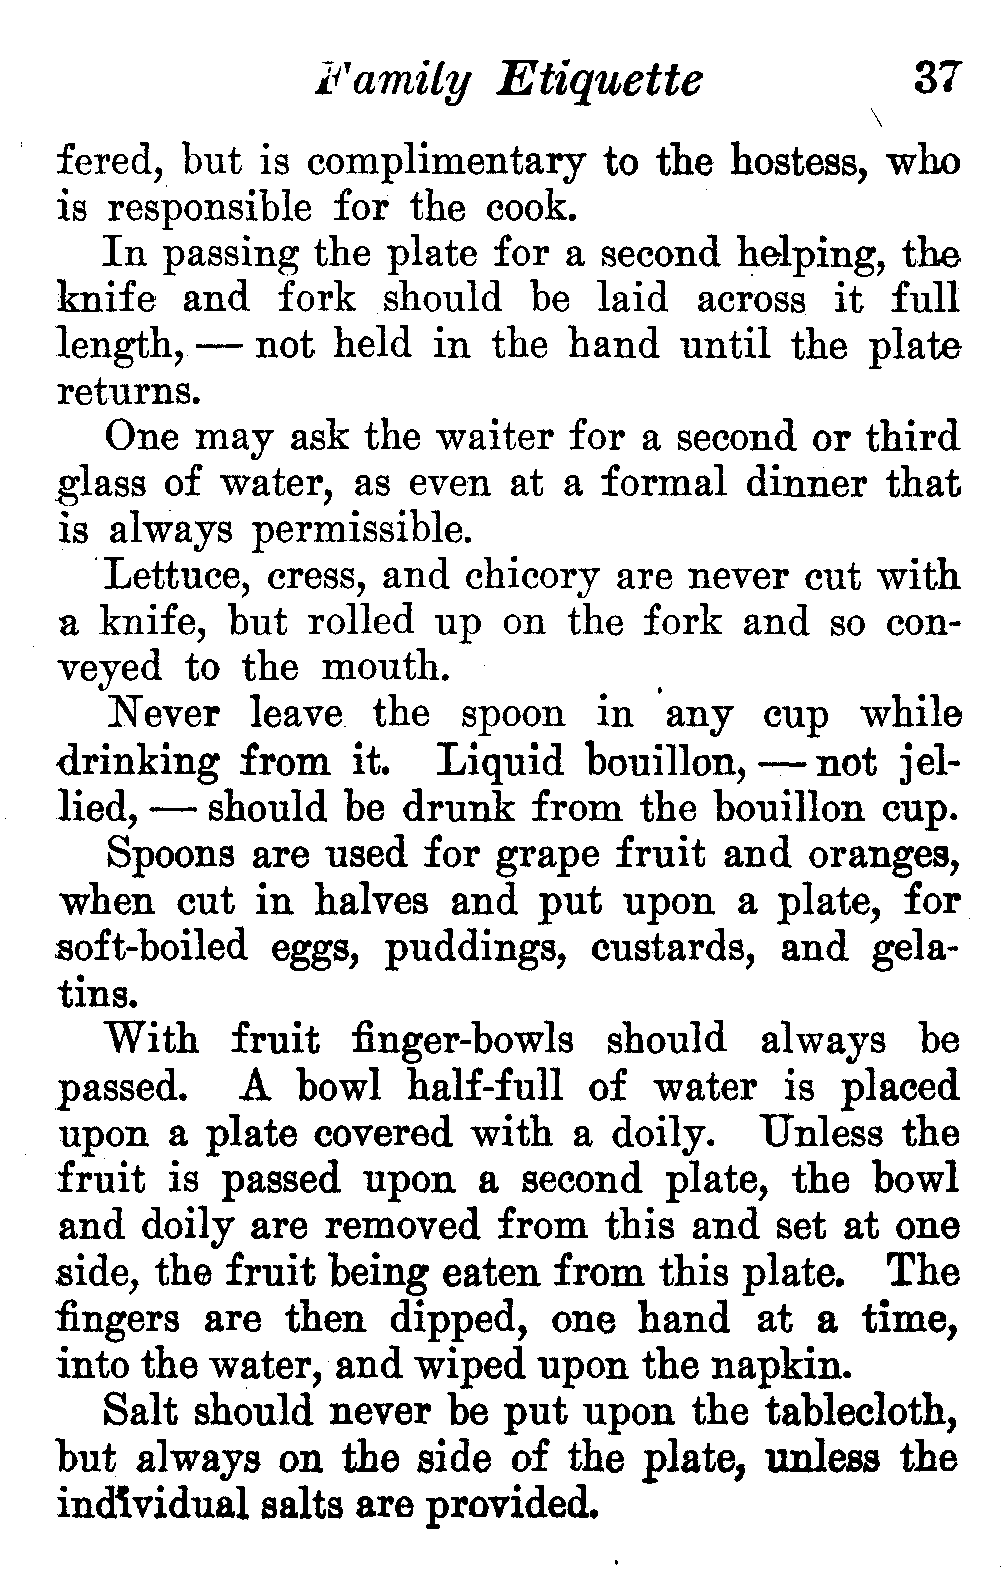 Family Etiquette 37
fered, but is complimentary to the hostess, who
is responsible for the cook.
In passing the plate for a second helping, the
knife and fork should be laid across it full
length, — not held in the hand until the plate
returns.
One may ask the waiter for a second or third
glass of water, as even at a formal dinner that
is always permissible.
Lettuce, cress, and chicory are never cut with
a knife, but rolled up on the fork and so con-
veyed to the mouth.
Never leave the spoon in any cup while
drinking from it. Liquid bouillon, — not jel-
lied, — should be drunk from the bouillon cup.
Spoons are used for grape fruit and oranges,
when cut in halves and put upon a plate, for
soft-boiled eggs, puddings, custards, and gela-
tins.
With fruit finger-bowls should always be
passed. A bowl half-full of water is placed
upon a plate covered with a doily. Unless the
fruit is passed upon a second plate, the bowl
and doily are removed from this and set at one
side, the fruit being eaten from this plate. The
fingers are then dipped, one hand at a time,
into the water, and wiped upon the napkin.
Salt should never be put upon the tablecloth,
but always on the side of the plate, unless the
individual salts are provided.